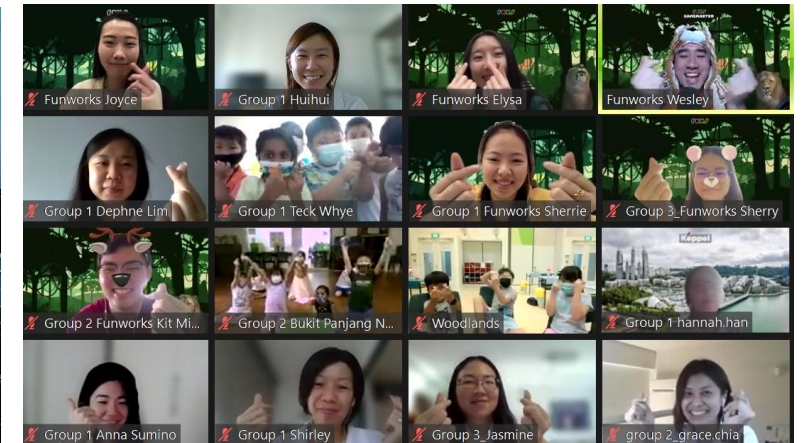 Funworks Joyce
Group 1 Huihui
Funworks Elysa
GAMEMASTER
Funworks Wesley
Group 1 Dephne Lim
Group 1 Teck Whye
Group 1 Funworks Sherrie
Group 3_Funworks Sherry
Group 2 Funworks Kit Mi...
Group 2 Bukit Panjang N...
Woodlands
Keppel
Group 1 hannah.han
Group 1 Anna Sumino
Group 1 Shirley
Group 3_Jasmine
group 2_grace.chia